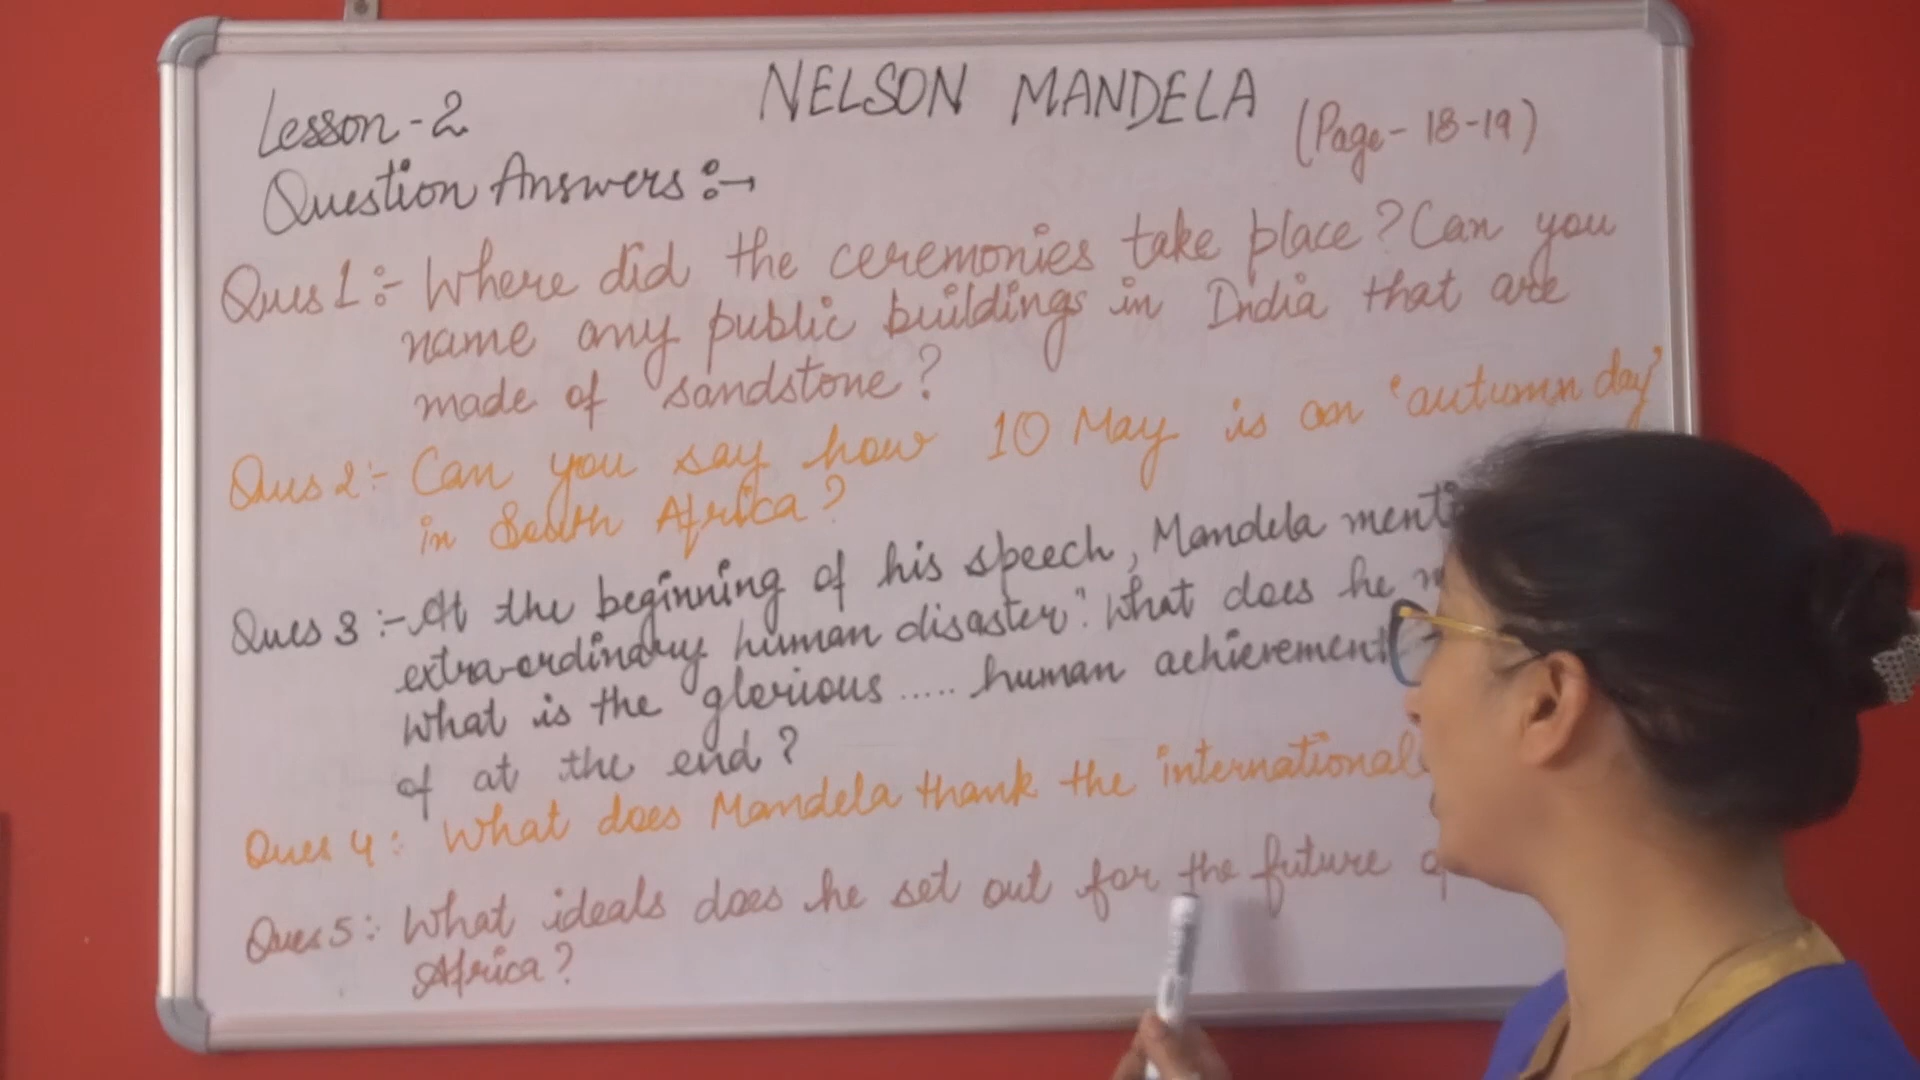 NELSON MANDELA
Lesson-2
(Page- 18-19)
Question Answers :→
Ques 1 :- Where did the ceremonies take place? Can you
name any public buildings in India that are
made of sandstone?
Ques 2:- Can you say how 10 May is an 'autumn day'
in South Africa?
Ques 3 :- At the beginning of his speech, Mandela
extra-ordinary human disaster". What does he
What is the glorious ..... human achievement
of at the end?
Ques 4: What does Mandela thank the international
Ques 5: What ideals does he set out for the future
Africa?